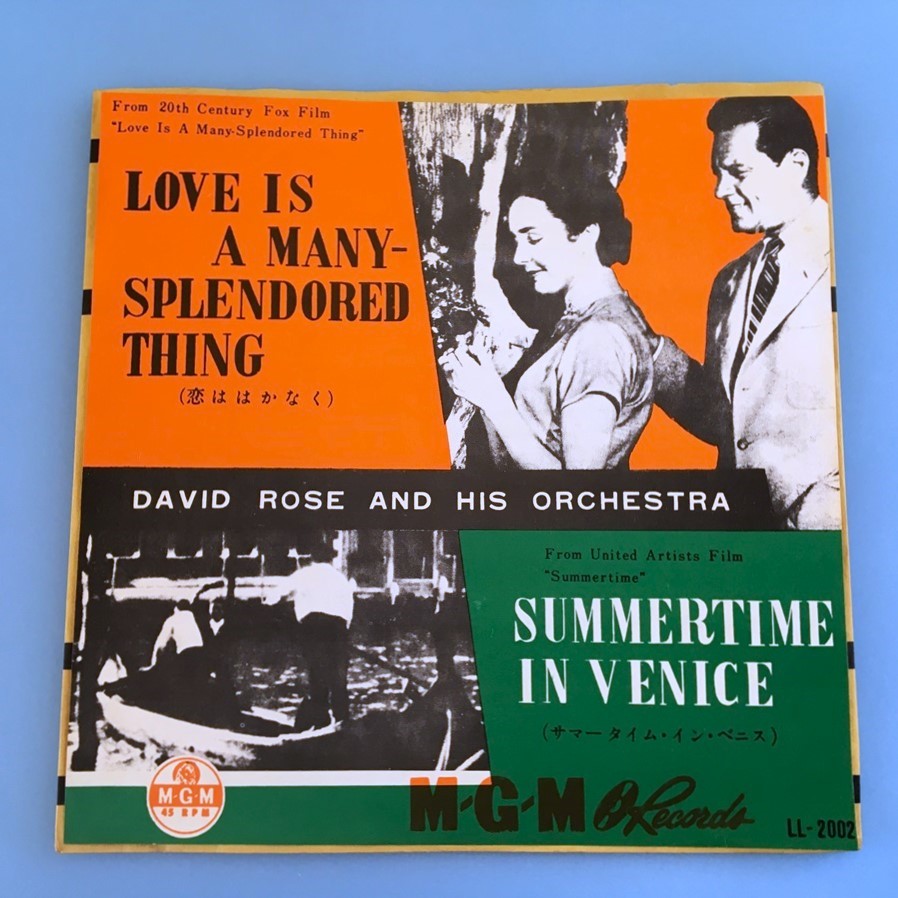 From 20th Century Fox Film
"Love Is A Many-Splendored Thing"
LOVE IS
A MANY-
SPLENDORED
THING
(恋ははかなく)
DAVID ROSE AND HIS ORCHESTRA
From United Artists Film
"Summertime"
SUMMERTIME
IN VENICE
(サマータイム・イン・ベニス)
M-G-M
45 RPM
M-G-M Records
LL-2002